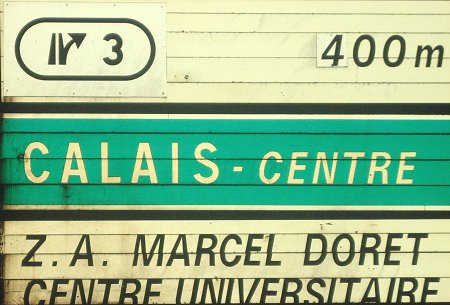 3 400m
CALAIS - CENTRE
Z.A. MARCEL DORET
CENTRE UNIVERSITAIRE